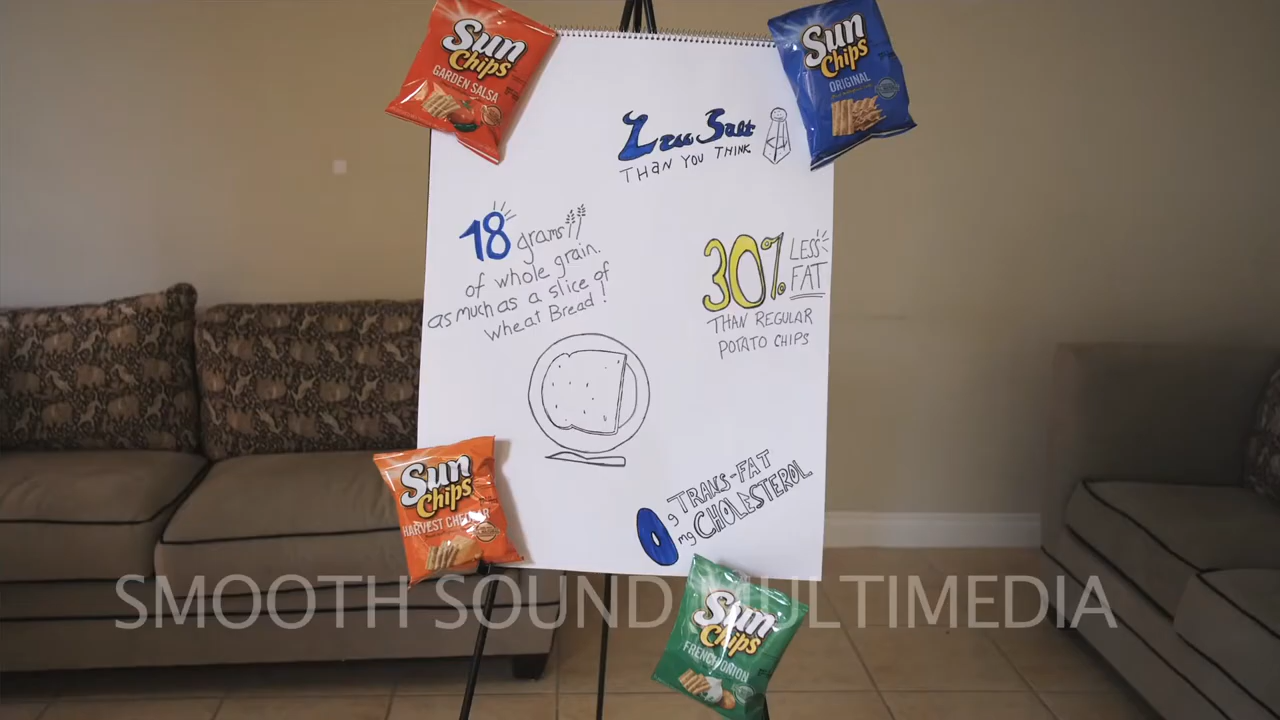 Sun
Chips
GARDEN SALSA
Sun
Chips
ORIGINAL
Less Salt
THAN YOU THINK
18 grams
of whole grain.
as much as a slice of
wheat Bread!
30% LESS
FAT
THAN REGULAR
POTATO CHIPS
Sun
Chips
HARVEST CHEDDAR
0 g TRANS-FAT
mg CHOLESTEROL
SMOOTH SOUND MULTIMEDIA
Sun
Chips
FRENCH ONION